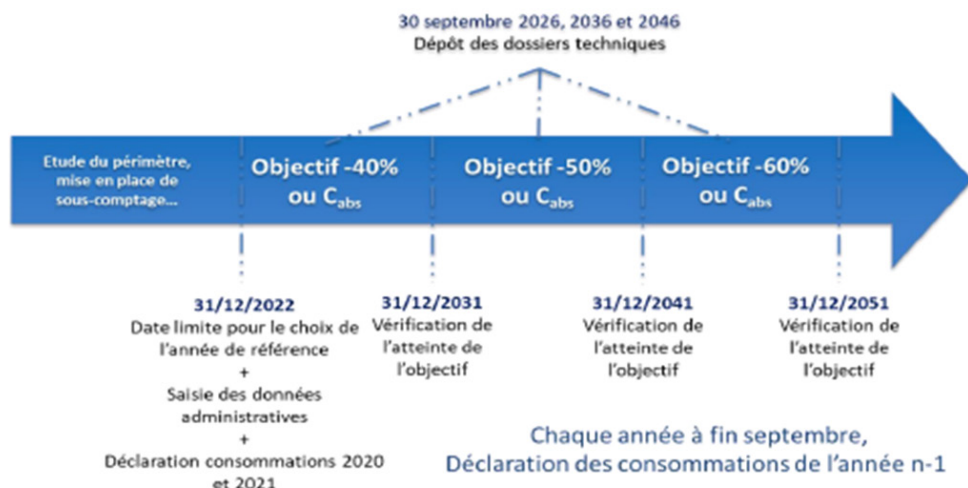 30 septembre 2026, 2036 et 2046
Dépôt des dossiers techniques
Etude du périmètre,
mise en place de
sous-comptage...
Objectif -40%
ou Cabs
Objectif -50%
ou Cabs
Objectif -60%
ou Cabs
31/12/2022
Date limite pour le choix de
l'année de référence
+
Saisie des données
administratives
+
Déclaration consommations 2020
et 2021
31/12/2031
Vérification de
l'atteinte de
l'objectif
31/12/2041
Vérification de
l'atteinte de
l'objectif
31/12/2051
Vérification de
l'atteinte de
l'objectif
Chaque année à fin septembre,
Déclaration des consommations de l'année n-1